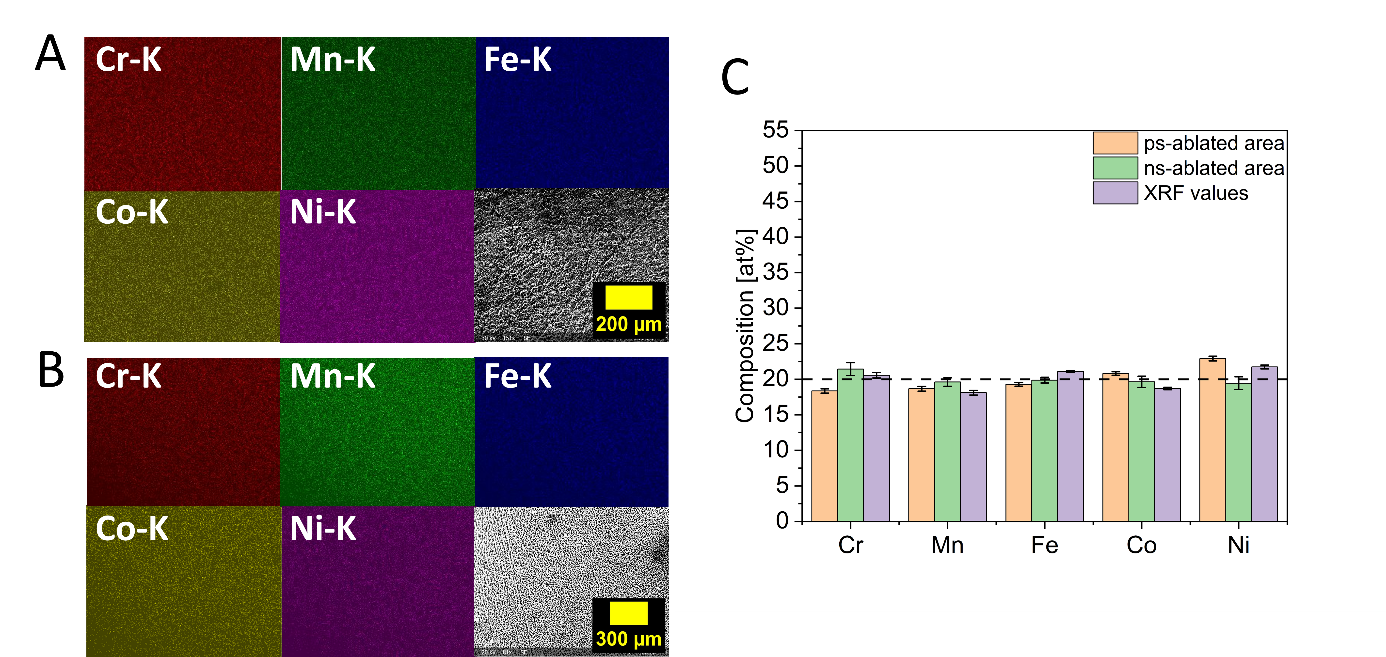 A
Cr-K
Mn-K
Fe-K
Co-K
Ni-K
200 µm
B
Cr-K
Mn-K
Fe-K
Co-K
Ni-K
300 µm
C
Composition [at%]
55
50
45
40
35
30
25
20
15
10
5
0
ps-ablated area
ns-ablated area
XRF values
Cr
Mn
Fe
Co
Ni